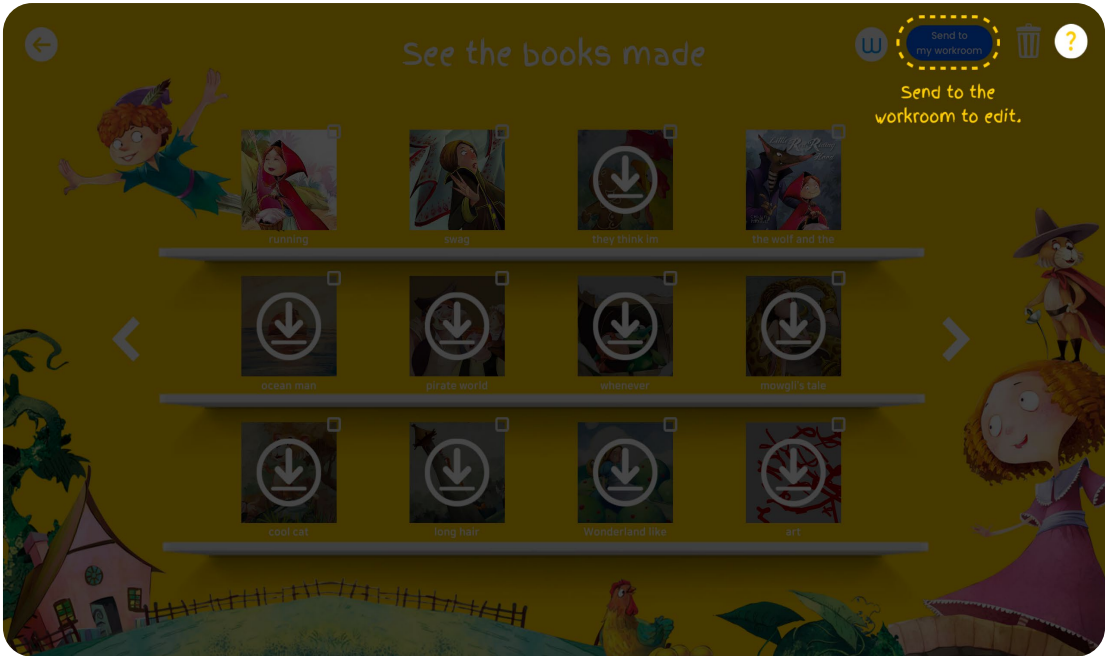 See the books made
W
Send to
my workroom
?
Send to the
workroom to edit.
running
swag
they think im
the wolf and the
ocean man
pirate world
whenever
mowgli's tale
cool cat
long hair
Wonderland like
art